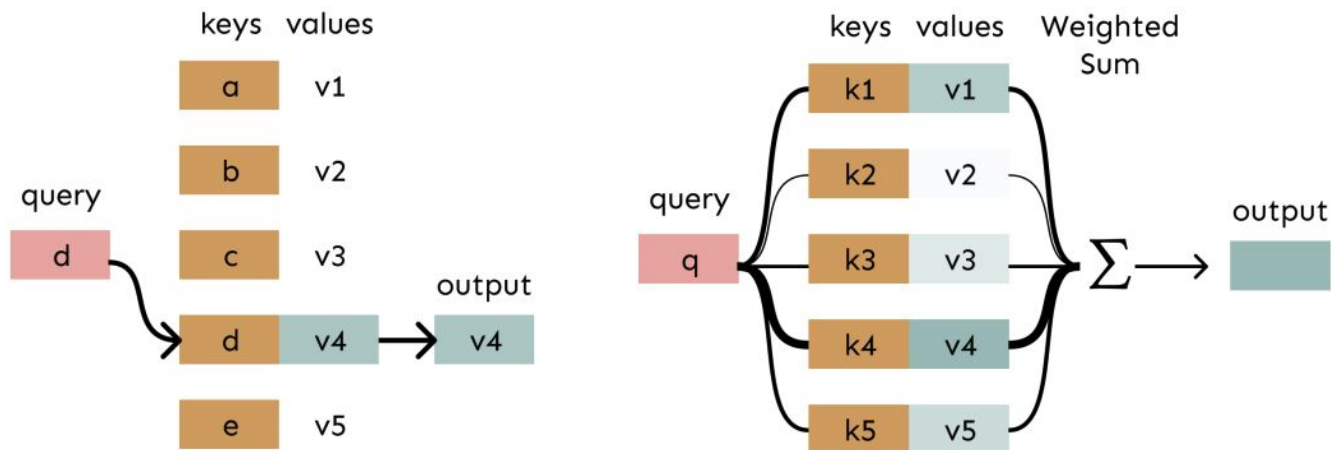 keys values
a v1
b v2
query
d
c v3
output
d v4
v4
e v5
keys values Weighted
Sum
k1 v1
k2 v2
query
q
k3 v3
Σ
output
k4 v4
k5 v5